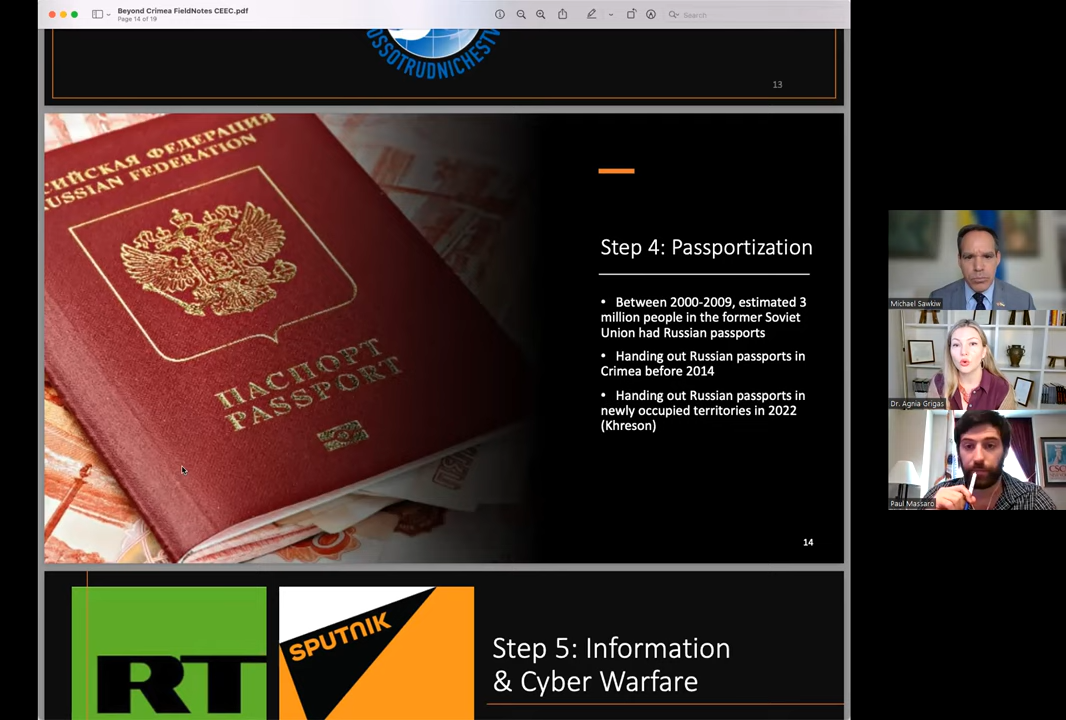 Beyond Crimea FieldNotes CEEC.pdf
Page 14 of 19
Search
OSSOTRUDNICHESTV
13
СИЙСКАЯ ФЕДЕРАЦИЯ
RUSSIAN FEDERATION
ПАСПОРТ
PASSPORT
Step 4: Passportization
• Between 2000-2009, estimated 3
million people in the former Soviet
Union had Russian passports
• Handing out Russian passports in
Crimea before 2014
• Handing out Russian passports in
newly occupied territories in 2022
(Khreson)
14
RT
SPUTNIK
Step 5: Information
& Cyber Warfare
Michael Sawkiw
Dr. Agnia Grigas
Paul Massaro
CSC